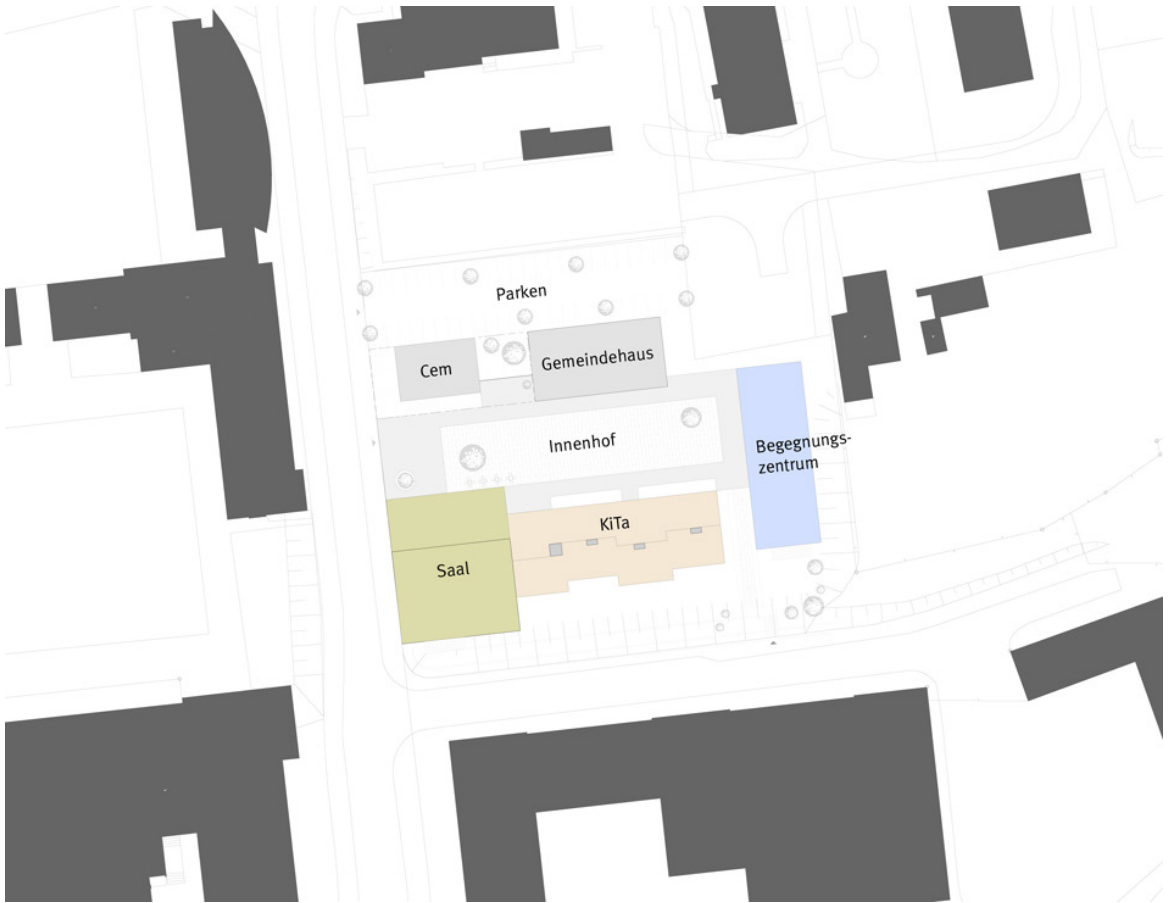 Parken
Cem
Gemeindehaus
Innenhof
Begegnungs-
zentrum
KiTa
Saal